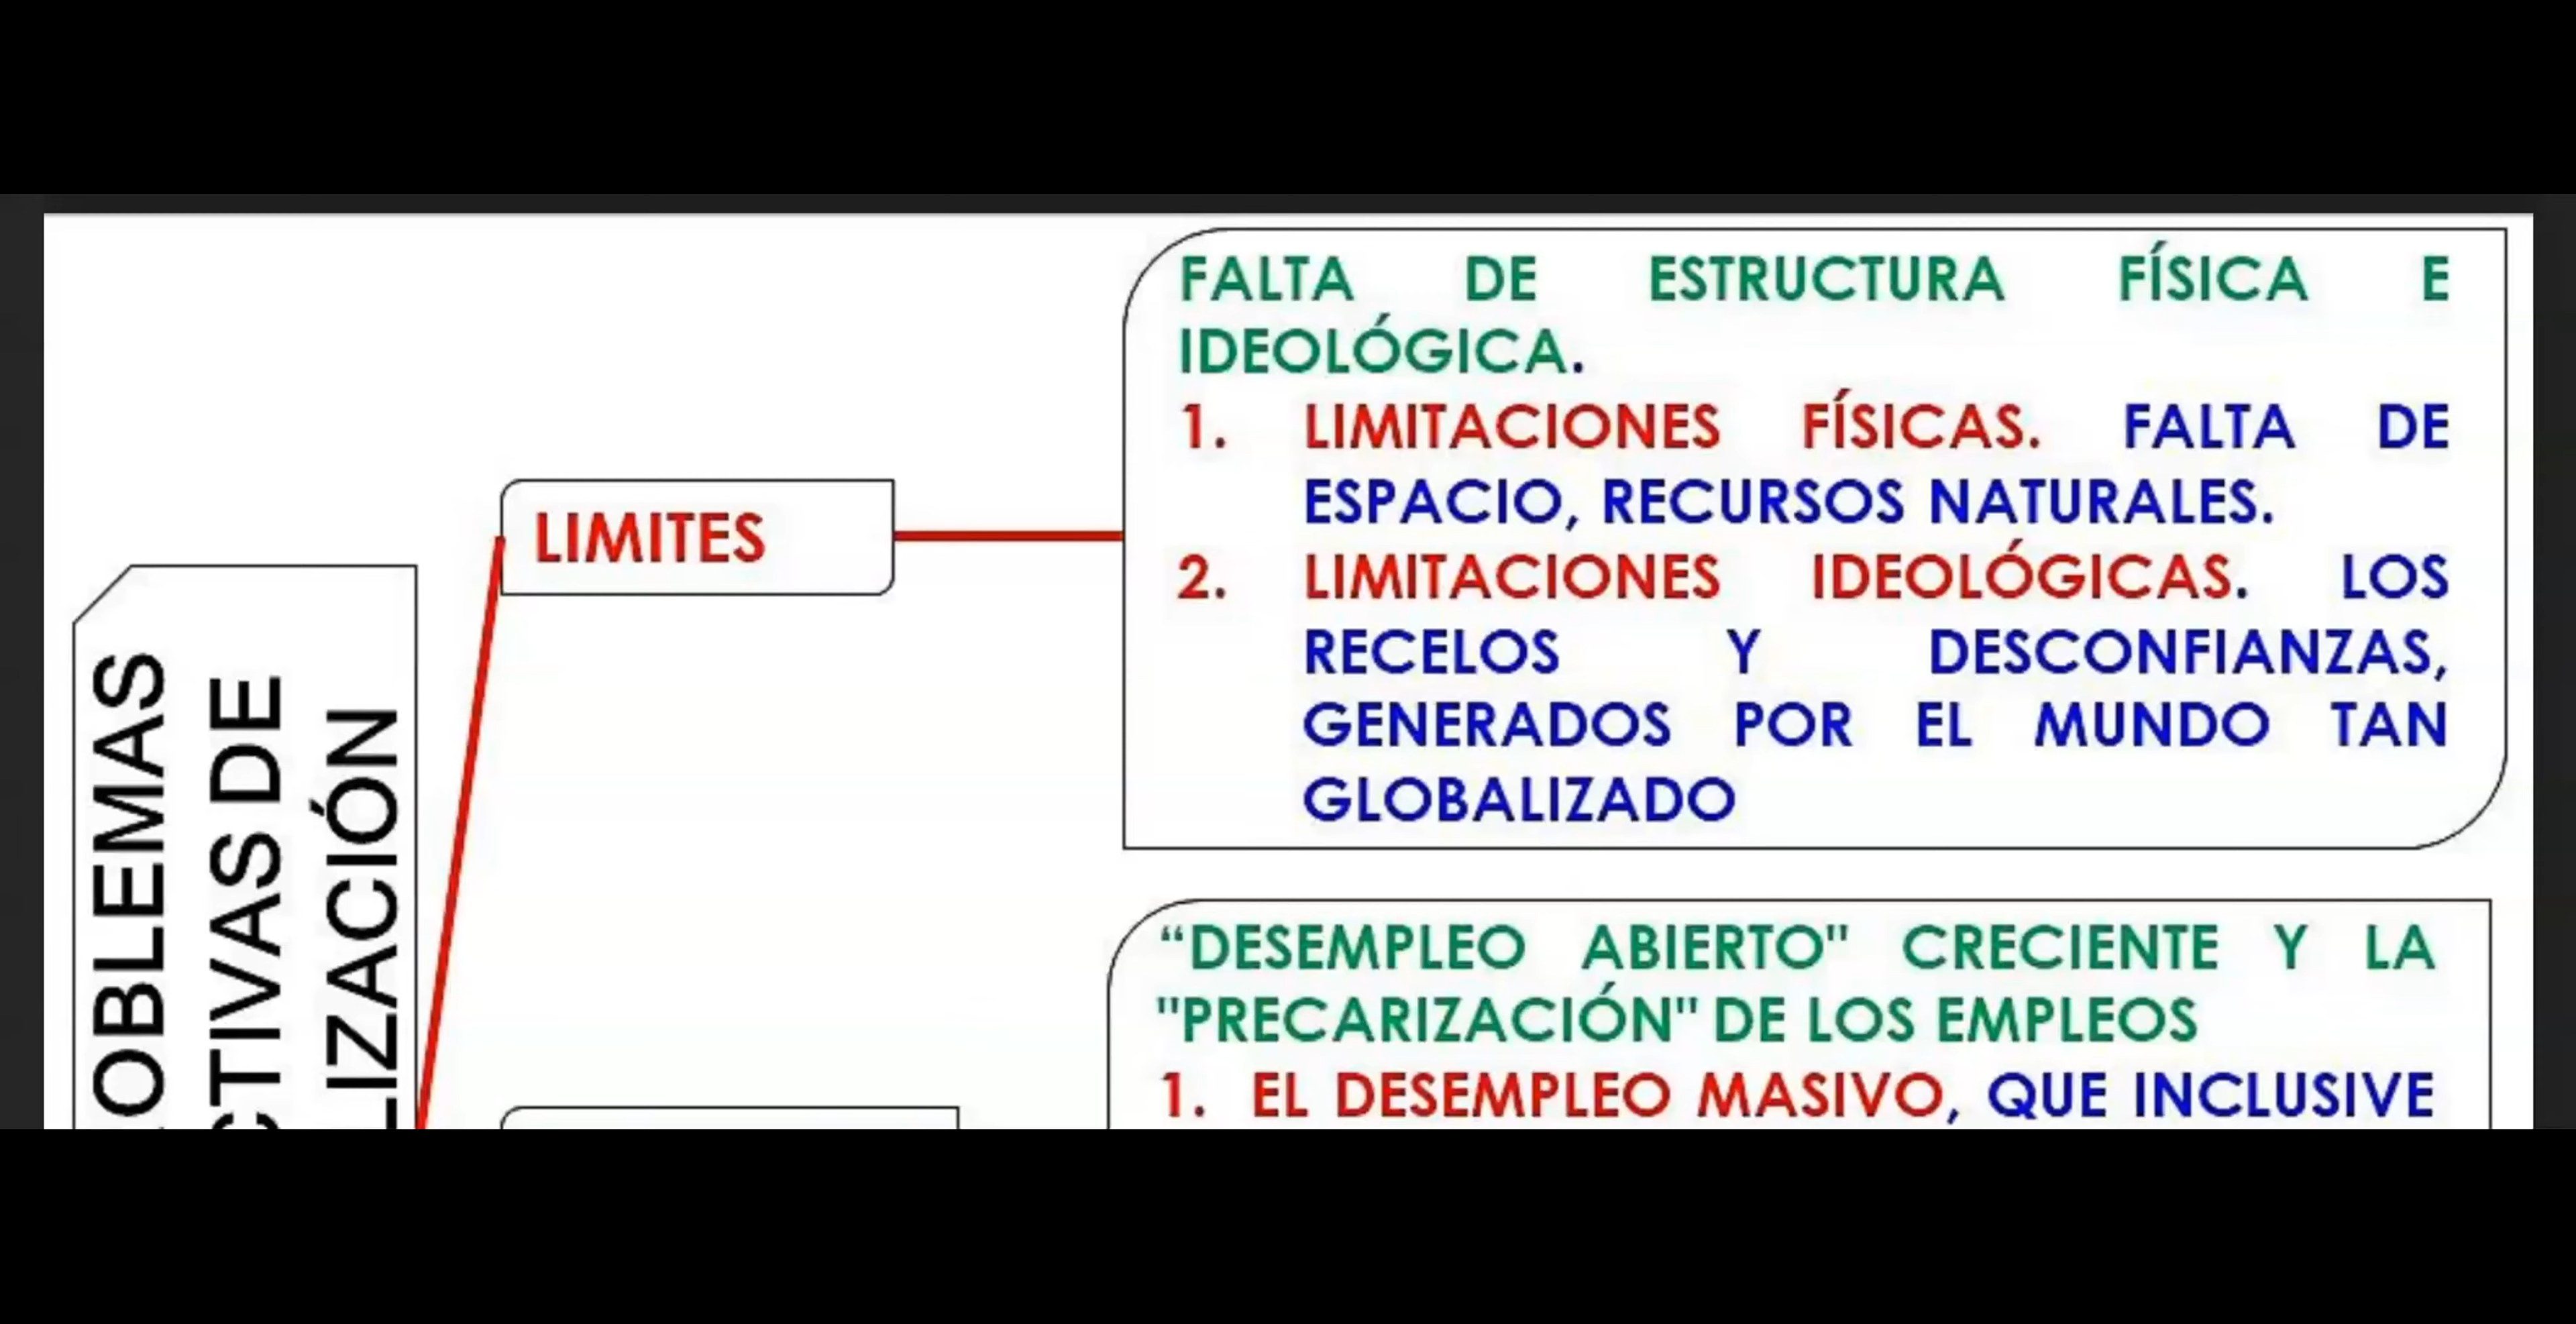 LIMITES
FALTA DE ESTRUCTURA FÍSICA E
IDEOLÓGICA.
1. LIMITACIONES FÍSICAS. FALTA DE
ESPACIO, RECURSOS NATURALES.
2. LIMITACIONES IDEOLÓGICAS. LOS
RECELOS Y DESCONFIANZAS,
GENERADOS POR EL MUNDO TAN
GLOBALIZADO
“DESEMPLEO ABIERTO" CRECIENTE Y LA
"PRECARIZACIÓN" DE LOS EMPLEOS
1. EL DESEMPLEO MASIVO, QUE INCLUSIVE
OBLEMAS
CTIVAS DE
LIZACIÓN